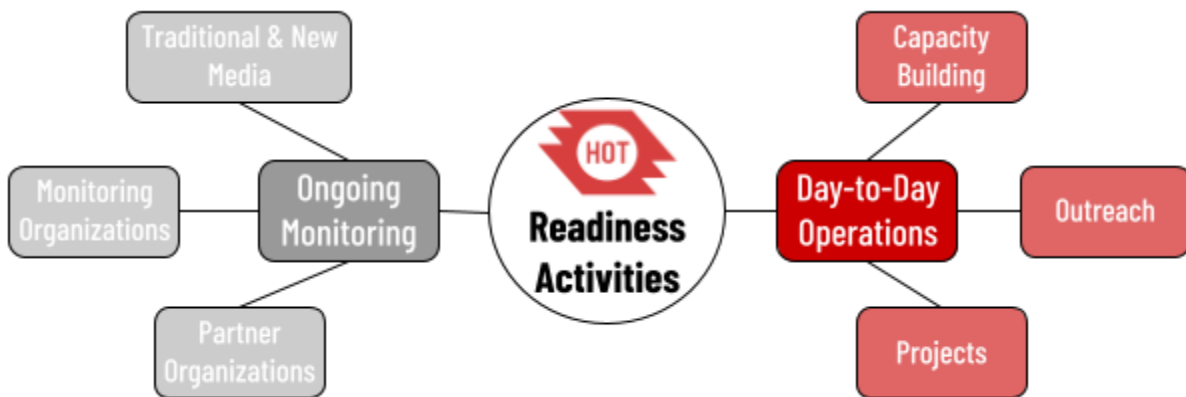 Traditional & New
Media
Monitoring
Organizations
Partner
Organizations
Ongoing
Monitoring
HOT
Readiness
Activities
Day-to-Day
Operations
Capacity
Building
Outreach
Projects